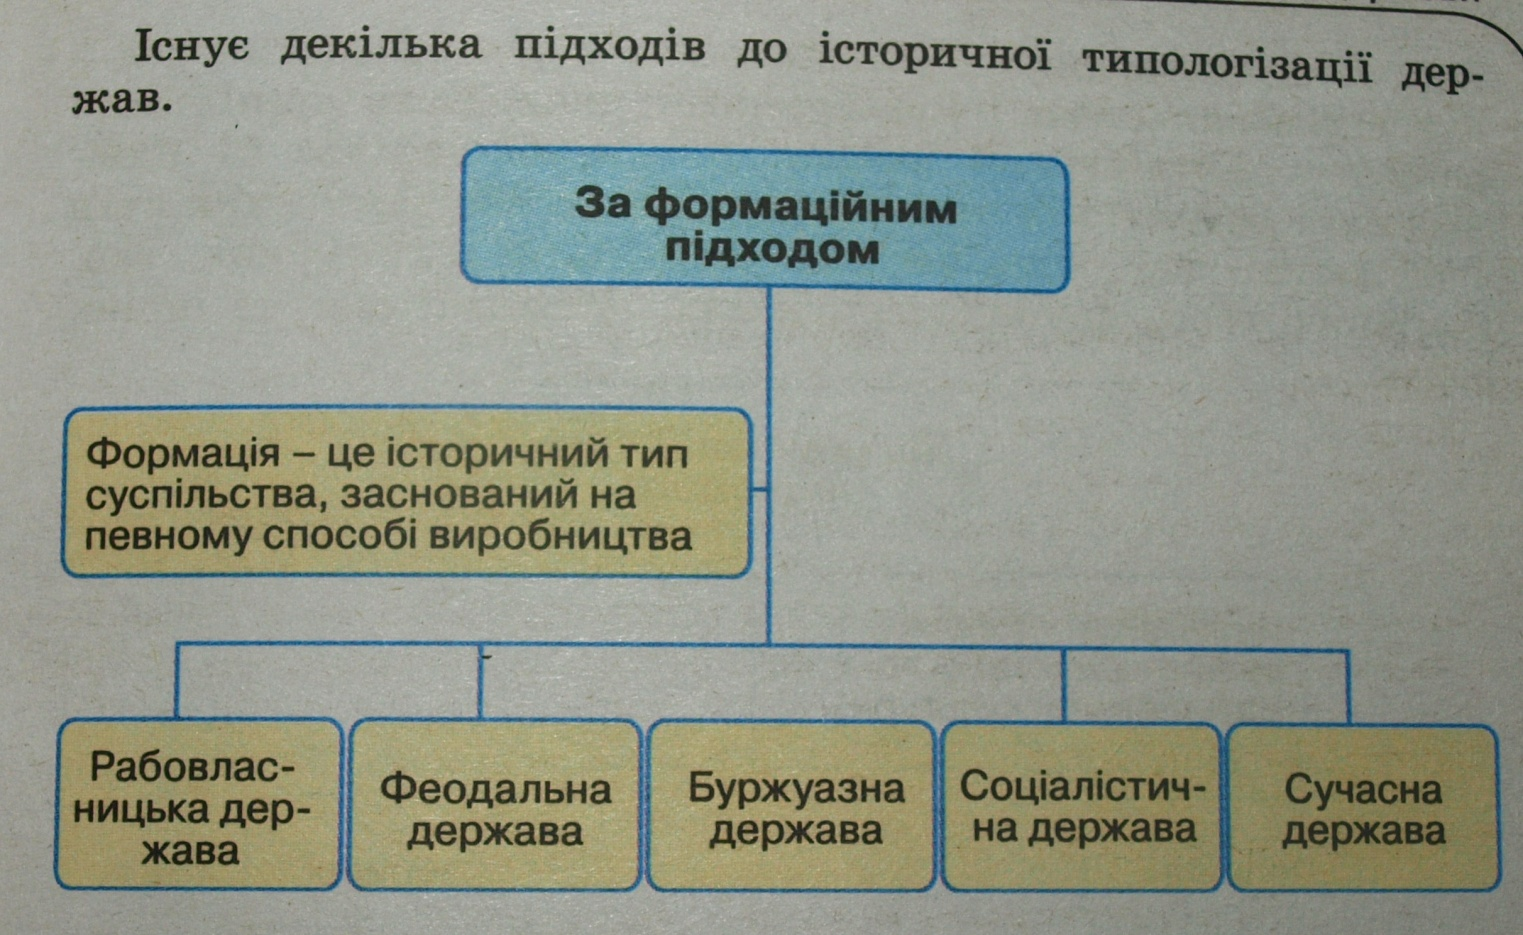 Існує декілька підходів до історичної типологізації дер-
жав.
За формаційним
підходом
Формація – це історичний тип
суспільства, заснований на
певному способі виробництва
Рабовлас-
ницька дер-
жава
Феодальна
держава
Буржуазна
держава
Соціалістич-
на держава
Сучасна
держава